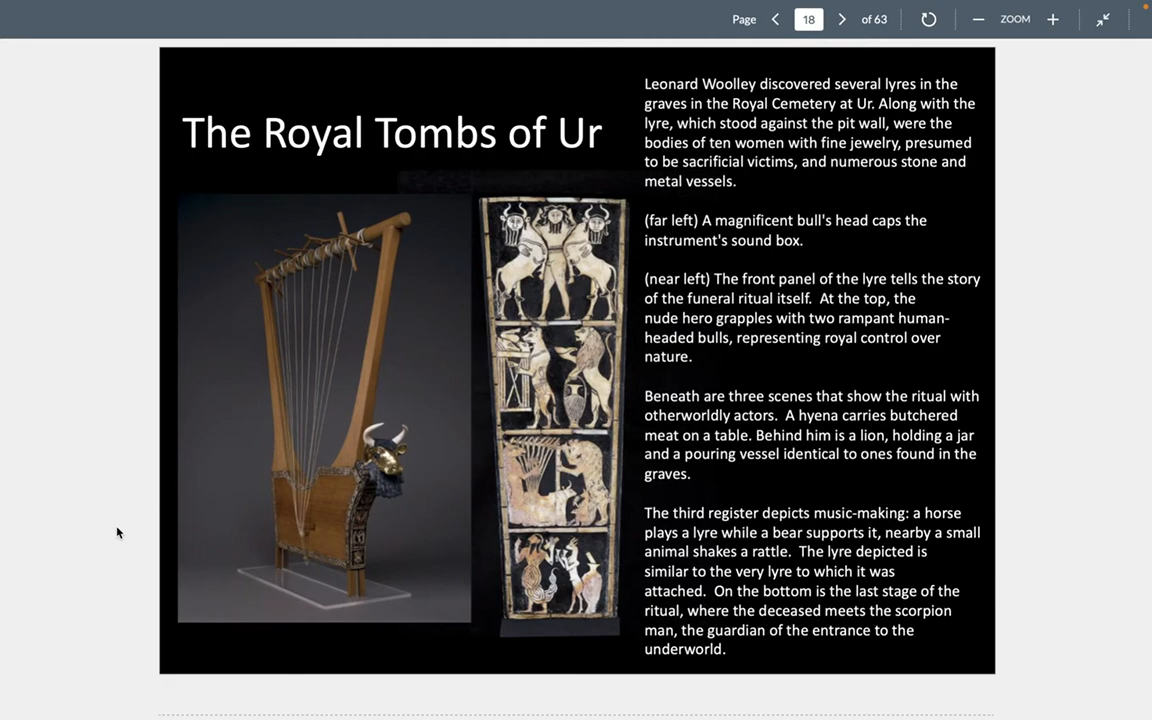 Page 18 of 63 ZOOM
The Royal Tombs of Ur
Leonard Woolley discovered several lyres in the
graves in the Royal Cemetery at Ur. Along with the
lyre, which stood against the pit wall, were the
bodies of ten women with fine jewelry, presumed
to be sacrificial victims, and numerous stone and
metal vessels.
(far left) A magnificent bull's head caps the
instrument's sound box.
(near left) The front panel of the lyre tells the story
of the funeral ritual itself.  At the top, the
nude hero grapples with two rampant human-
headed bulls, representing royal control over
nature.
Beneath are three scenes that show the ritual with
otherworldly actors.  A hyena carries butchered
meat on a table. Behind him is a lion, holding a jar
and a pouring vessel identical to ones found in the
graves.
The third register depicts music-making: a horse
plays a lyre while a bear supports it, nearby a small
animal shakes a rattle.  The lyre depicted is
similar to the very lyre to which it was
attached.  On the bottom is the last stage of the
ritual, where the deceased meets the scorpion
man, the guardian of the entrance to the
underworld.